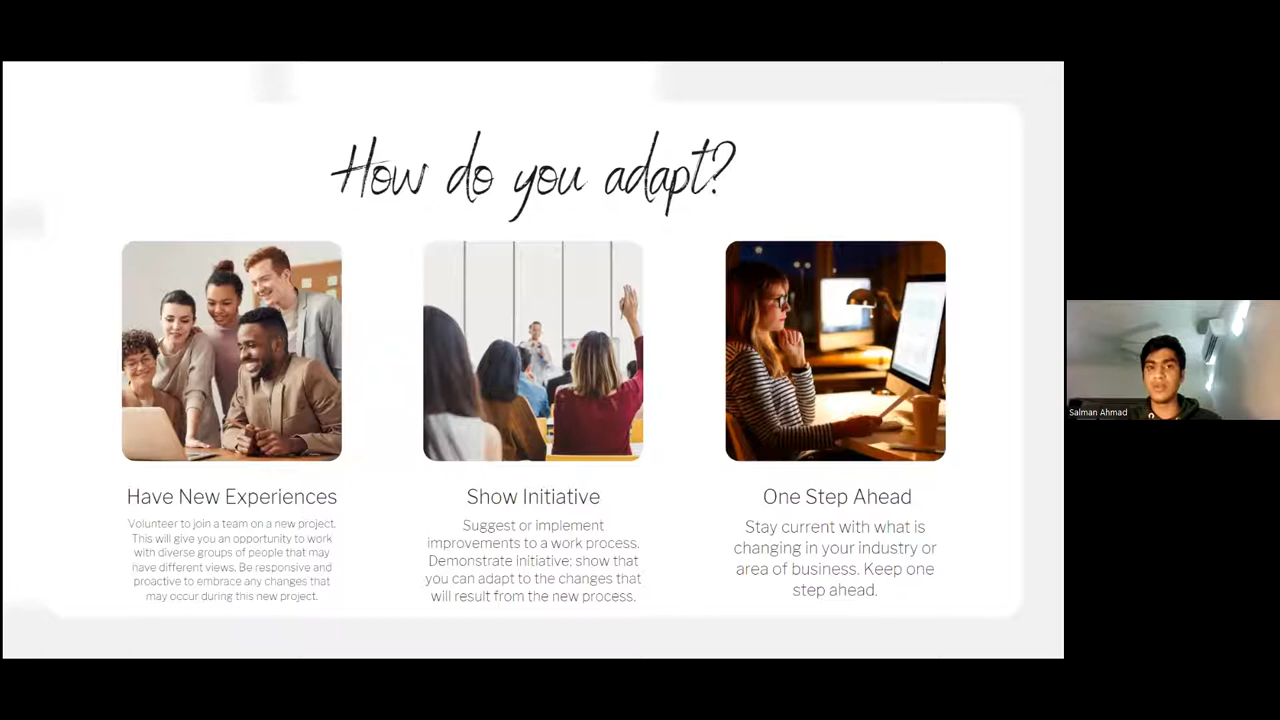 How do you adapt?
Have New Experiences
Volunteer to join a team on a new project.
This will give you an opportunity to work
with diverse groups of people that may
have different views. Be responsive and
proactive to embrace any changes that
may occur during this new project.
Show Initiative
Suggest or implement
improvements to a work process.
Demonstrate initiative; show that
you can adapt to the changes that
will result from the new process.
One Step Ahead
Stay current with what is
changing in your industry or
area of business. Keep one
step ahead.
Salman Ahmad